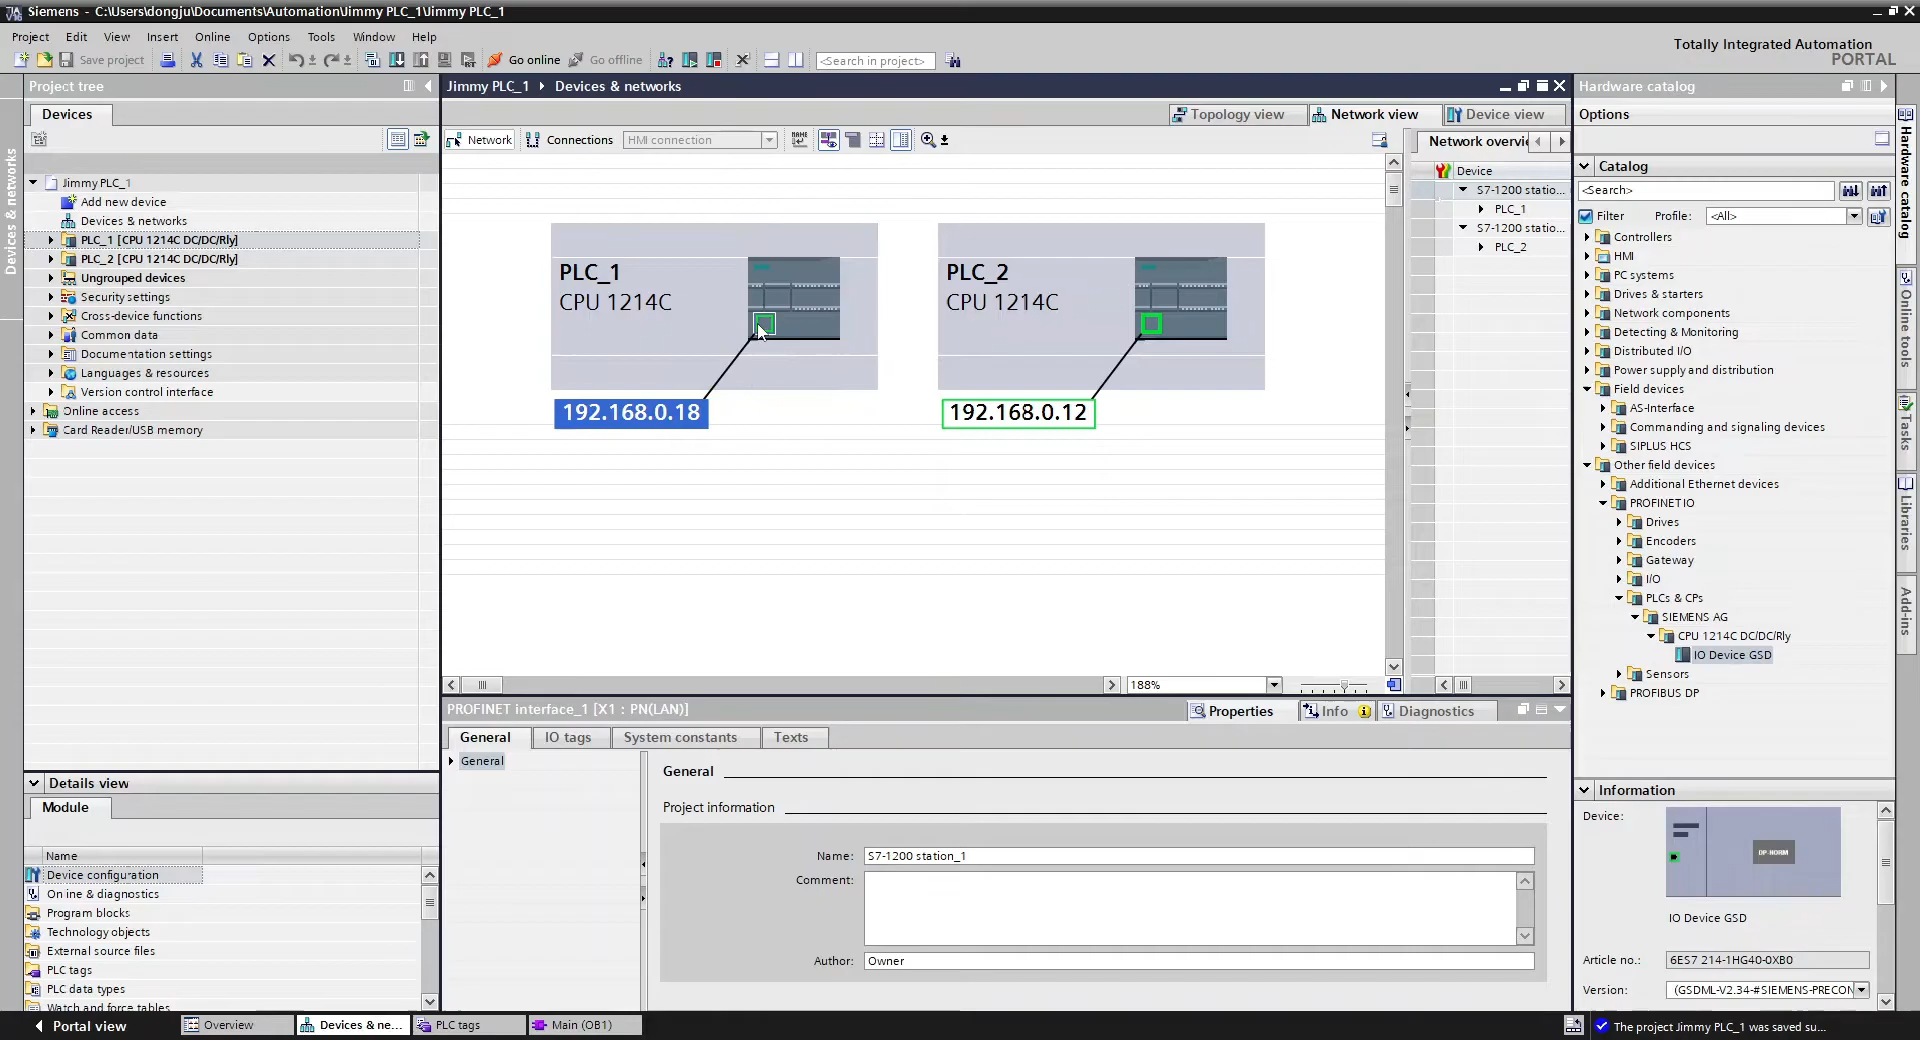 Siemens - C:\Users\dongju\Documents\Automation\Jimmy PLC_1\Jimmy PLC_1
Project Edit View Insert Online Options Tools Window Help
Totally Integrated Automation
PORTAL
Save project
Go online
Go offline
<Search in project>
Project tree
Devices
Devices & networks
Jimmy PLC_1
Add new device
Devices & networks
PLC_1 [CPU 1214C DC/DC/Rly]
PLC_2 [CPU 1214C DC/DC/Rly]
Ungrouped devices
Security settings
Cross-device functions
Common data
Documentation settings
Languages & resources
Version control interface
Online access
Card Reader/USB memory
Details view
Module
Name
Device configuration
Online & diagnostics
Program blocks
Technology objects
External source files
PLC tags
PLC data types
Watch and force tables
Jimmy PLC_1 Devices & networks
Topology view
Network view
Device view
Network
Connections
HMI connection
PLC_1
CPU 1214C
192.168.0.18
PLC_2
CPU 1214C
192.168.0.12
188%
Network overvie
Device
S7-1200 statio...
PLC_1
S7-1200 statio...
PLC_2
PROFINET interface_1 [X1 : PN(LAN)]
Properties
Info
Diagnostics
General
IO tags
System constants
Texts
General
General
Project information
Name: S7-1200 station_1
Comment:
Author: Owner
Hardware catalog
Options
Catalog
<Search>
Filter
Profile: <All>
Controllers
HMI
PC systems
Drives & starters
Network components
Detecting & Monitoring
Distributed I/O
Power supply and distribution
Field devices
AS-Interface
Commanding and signaling devices
SIPLUS HCS
Other field devices
Additional Ethernet devices
PROFINET IO
Drives
Encoders
Gateway
I/O
PLCs & CPs
SIEMENS AG
CPU 1214C DC/DC/Rly
IO Device GSD
Sensors
PROFIBUS DP
Information
Device:
DP-NORM
IO Device GSD
Article no.: 6ES7 214-1HG40-0XB0
Version: (GSDML-V2.34-#SIEMENS-PRECON
Hardware catalog
Online tools
Tasks
Libraries
Add-ins
Portal view
Overview
Devices & ne...
PLC tags
Main (OB1)
The project Jimmy PLC_1 was saved su...